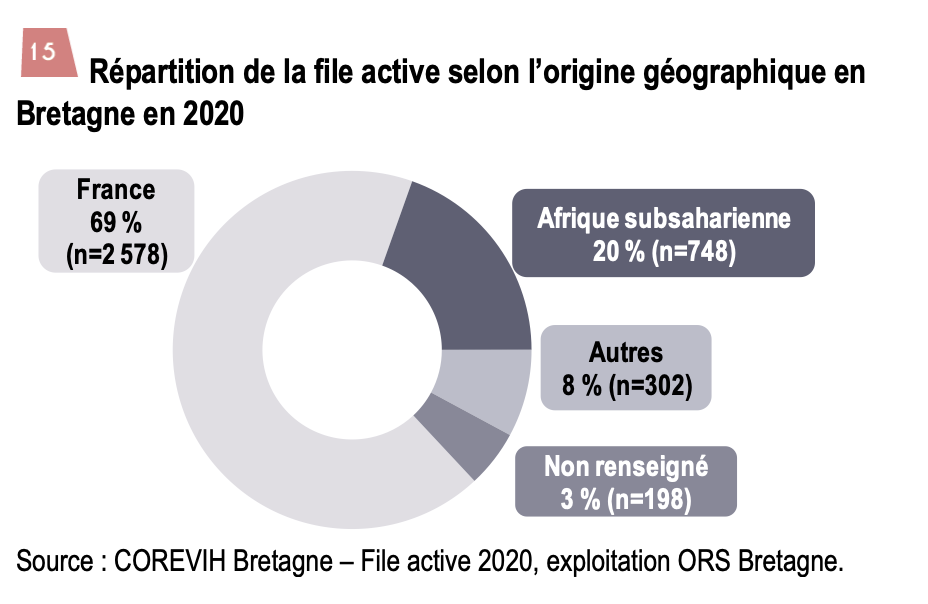 15
Répartition de la file active selon l’origine géographique en
Bretagne en 2020
France
69 %
(n=2 578)
Afrique subsaharienne
20 % (n=748)
Autres
8 % (n=302)
Non renseigné
3 % (n=198)
Source : COREVIH Bretagne – File active 2020, exploitation ORS Bretagne.